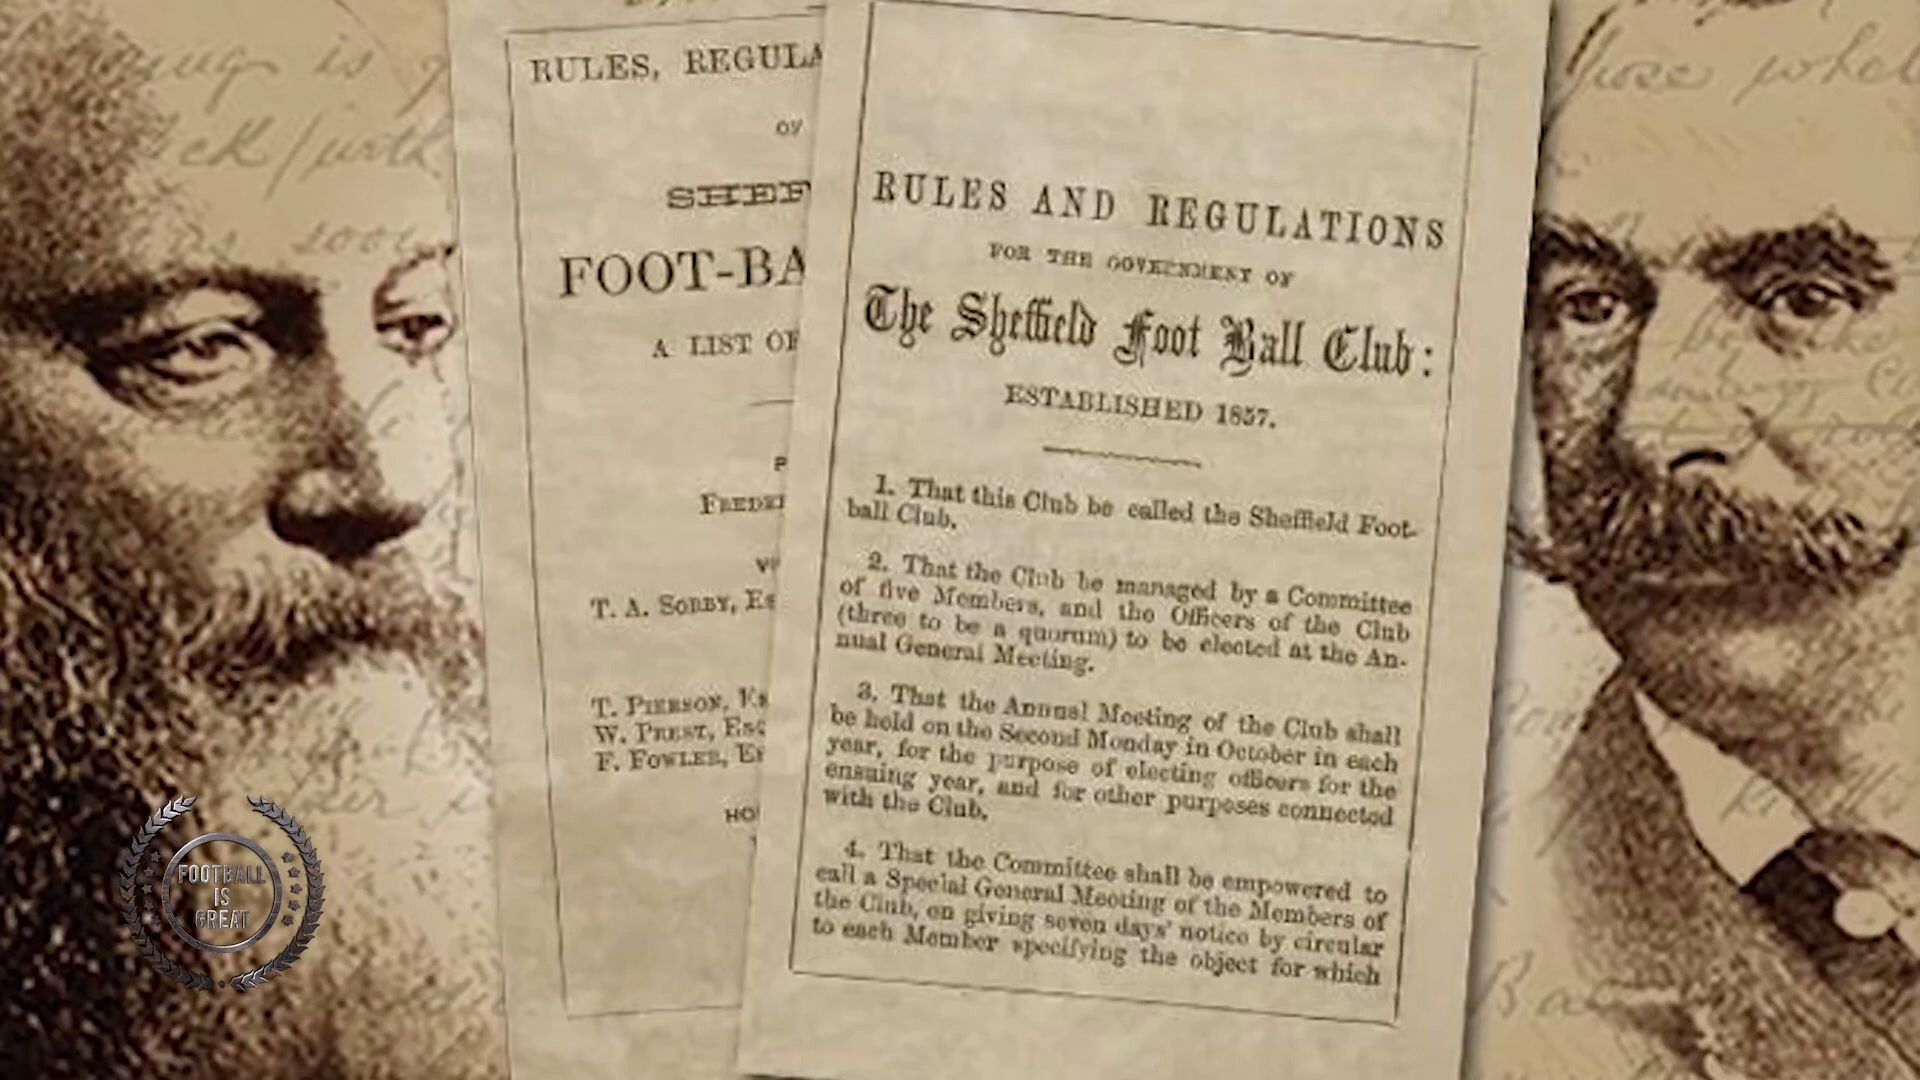 RULES, REGULA
OF
SHEF
FOOT-BA
A LIST OF
FREDE
T. A. SORBY, Es
T. PIERSON, Es
W. PREST, Esq
F. FOWLER, Es
HO
RULES AND REGULATIONS
FOR THE GOVERNMENT OF
The Sheffield Foot Ball Club:
ESTABLISHED 1857.
1. That this Club be called the Sheffield Foot-
ball Club.
2. That the Club be managed by a Committee
of five Members, and the Officers of the Club
(three to be a quorum) to be elected at the An-
nual General Meeting.
3. That the Annual Meeting of the Club shall
be held on the Second Monday in October in each
year, for the purpose of electing officers for the
ensuing year, and for other purposes connected
with the Club.
4. That the Committee shall be empowered to
call a Special General Meeting of the Members of
the Club, on giving seven days' notice by circular
to each Member specifying the object for which
FOOTBALL
IS
GREAT